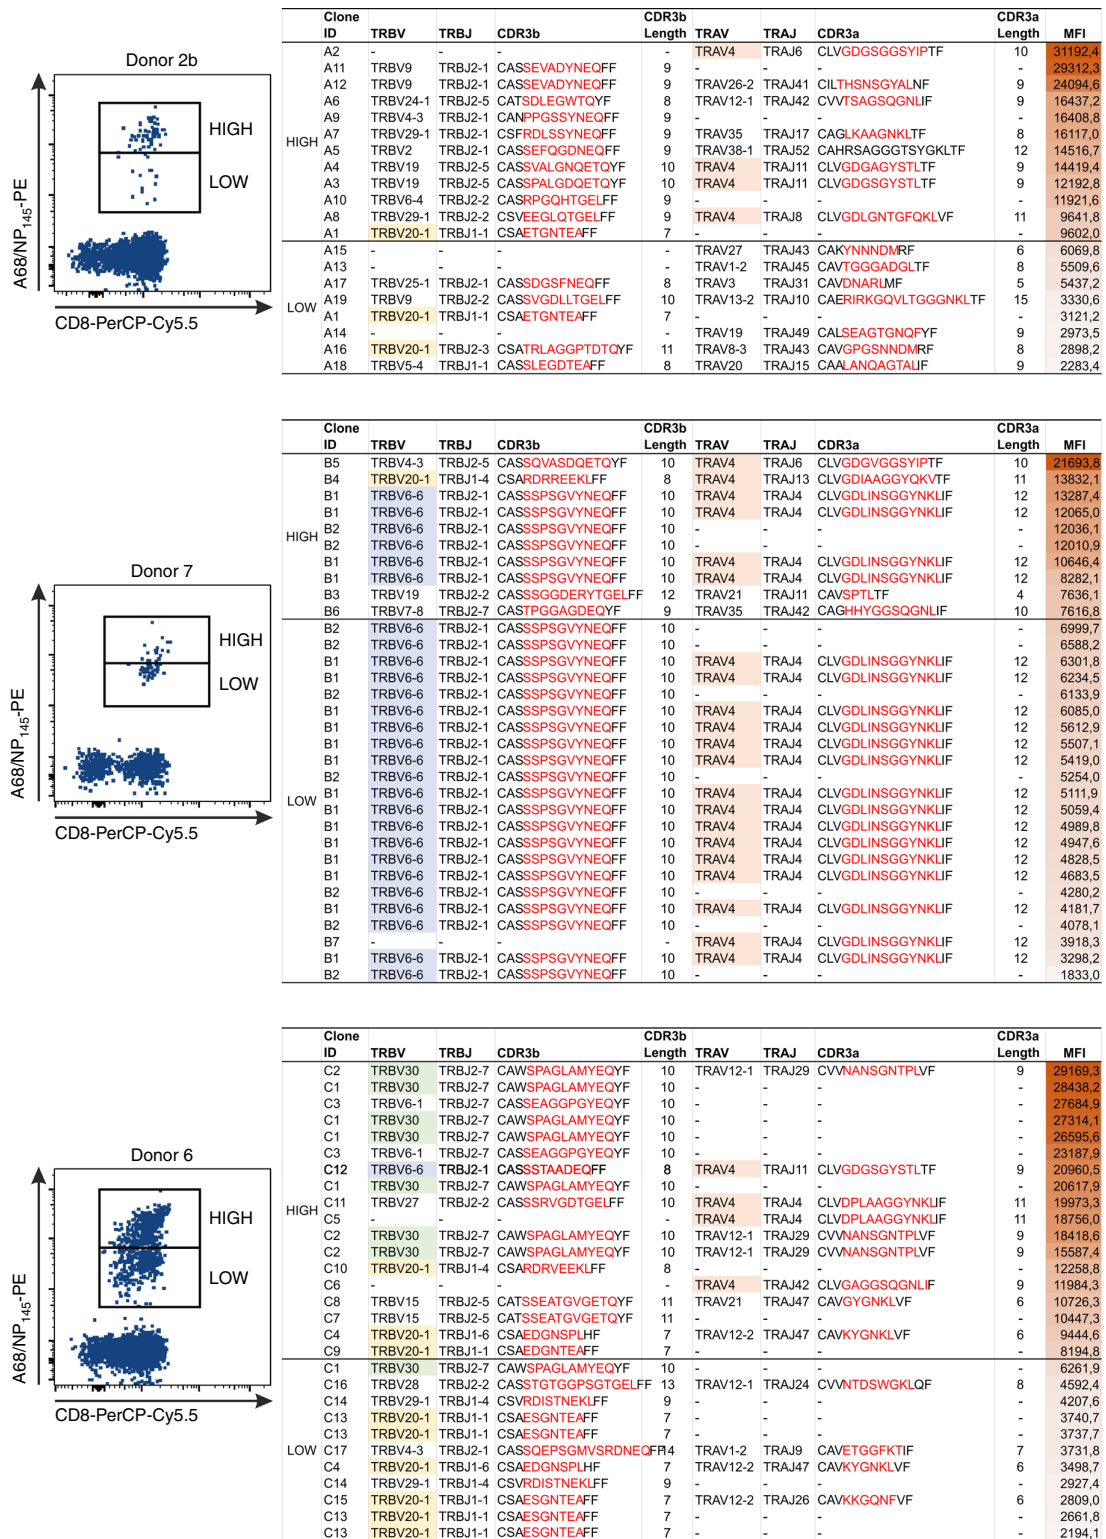 Donor 2b
HIGH
LOW
A68/NP145-PE
CD8-PerCP-Cy5.5
Clone ID TRBV TRBJ CDR3b CDR3b Length TRAV TRAJ CDR3a CDR3a Length MFI
HIGH
A2 - - - - TRAV4 TRAJ6 CLVGDGSGGSYIPTF 10 31192,4
A11 TRBV9 TRBJ2-1 CASSEVADYNEQFF 9 - - - - 29312,3
A12 TRBV9 TRBJ2-1 CASSEVADYNEQFF 9 TRAV26-2 TRAJ41 CILTHSNSGYALNF 9 24094,6
A6 TRBV24-1 TRBJ2-5 CATSDLEGWTQYF 8 TRAV12-1 TRAJ42 CVVTSAGSQGNLIF 9 16437,2
A9 TRBV4-3 TRBJ2-1 CANPPGSSYNEQFF 9 - - - - 16408,8
A7 TRBV29-1 TRBJ2-1 CSFRDLSSYNEQFF 9 TRAV35 TRAJ17 CAGLKAAGNKLTF 8 16117,0
A5 TRBV2 TRBJ2-1 CASSEFQGDNEQFF 9 TRAV38-1 TRAJ52 CAHRSAGGGTSYGKLTF 12 14516,7
A4 TRBV19 TRBJ2-5 CASSVALGNQETQYF 10 TRAV4 TRAJ11 CLVGDGAGYSTLTF 9 14419,4
A3 TRBV19 TRBJ2-5 CASSPALGDQETQYF 10 TRAV4 TRAJ11 CLVGDGSGYSTLTF 9 12192,8
A10 TRBV6-4 TRBJ2-2 CASRPGQHTGELFF 9 - - - - 11921,6
A8 TRBV29-1 TRBJ2-2 CSVEEGLQTGELFF 9 TRAV4 TRAJ8 CLVGDLGNTGFQKLVF 11 9641,8
A1 TRBV20-1 TRBJ1-1 CSAETGNTEAFF 7 - - - - 9602,0
LOW
A15 - - - - TRAV27 TRAJ43 CAKYNNNDMRF 6 6069,8
A13 - - - - TRAV1-2 TRAJ45 CAVTGGGADGLTF 8 5509,6
A17 TRBV25-1 TRBJ2-1 CASSDGSFNEQFF 8 TRAV3 TRAJ31 CAVDNARLMF 5 5437,2
A19 TRBV9 TRBJ2-2 CASSVGDLLTGELFF 10 TRAV13-2 TRAJ10 CAERIRKGQVLTGGGNKLTF 15 3330,6
A1 TRBV20-1 TRBJ1-1 CSAETGNTEAFF 7 - - - - 3121,2
A14 - - - - TRAV19 TRAJ49 CALSEAGTGNQFYF 9 2973,5
A16 TRBV20-1 TRBJ2-3 CSATRLAGGPTDTQYF 11 TRAV8-3 TRAJ43 CAVGPGSNNDMRF 8 2898,2
A18 TRBV5-4 TRBJ1-1 CASSLEGDTEAFF 8 TRAV20 TRAJ15 CAALANQAGTALIF 9 2283,4
Donor 7
HIGH
LOW
A68/NP145-PE
CD8-PerCP-Cy5.5
Clone ID TRBV TRBJ CDR3b CDR3b Length TRAV TRAJ CDR3a CDR3a Length MFI
HIGH
B5 TRBV4-3 TRBJ2-5 CASSQVASDQETQYF 10 TRAV4 TRAJ6 CLVGDGVGGSYIPTF 10 21693,8
B4 TRBV20-1 TRBJ1-4 CSARDRREEKLFF 8 TRAV4 TRAJ13 CLVGDIAAGGYQKVTF 11 13832,1
B1 TRBV6-6 TRBJ2-1 CASSSPSGVYNEQFF 10 TRAV4 TRAJ4 CLVGDLINSGGYNKLIF 12 13287,4
B1 TRBV6-6 TRBJ2-1 CASSSPSGVYNEQFF 10 TRAV4 TRAJ4 CLVGDLINSGGYNKLIF 12 12065,0
B2 TRBV6-6 TRBJ2-1 CASSSPSGVYNEQFF 10 - - - - 12036,1
B2 TRBV6-6 TRBJ2-1 CASSSPSGVYNEQFF 10 - - - - 12010,9
B1 TRBV6-6 TRBJ2-1 CASSSPSGVYNEQFF 10 TRAV4 TRAJ4 CLVGDLINSGGYNKLIF 12 10646,4
B1 TRBV6-6 TRBJ2-1 CASSSPSGVYNEQFF 10 TRAV4 TRAJ4 CLVGDLINSGGYNKLIF 12 8282,1
B3 TRBV19 TRBJ2-2 CASSSGGDERYTGELFF 12 TRAV21 TRAJ11 CAVSPTLTF 4 7636,1
B6 TRBV7-8 TRBJ2-7 CASTPGGAGDEQYF 9 TRAV35 TRAJ42 CAGHHYGGSQGNLIF 10 7616,8
LOW
B2 TRBV6-6 TRBJ2-1 CASSSPSGVYNEQFF 10 - - - - 6999,7
B2 TRBV6-6 TRBJ2-1 CASSSPSGVYNEQFF 10 - - - - 6588,2
B1 TRBV6-6 TRBJ2-1 CASSSPSGVYNEQFF 10 TRAV4 TRAJ4 CLVGDLINSGGYNKLIF 12 6301,8
B1 TRBV6-6 TRBJ2-1 CASSSPSGVYNEQFF 10 TRAV4 TRAJ4 CLVGDLINSGGYNKLIF 12 6234,5
B2 TRBV6-6 TRBJ2-1 CASSSPSGVYNEQFF 10 - - - - 6133,9
B1 TRBV6-6 TRBJ2-1 CASSSPSGVYNEQFF 10 TRAV4 TRAJ4 CLVGDLINSGGYNKLIF 12 6085,0
B1 TRBV6-6 TRBJ2-1 CASSSPSGVYNEQFF 10 TRAV4 TRAJ4 CLVGDLINSGGYNKLIF 12 5612,9
B1 TRBV6-6 TRBJ2-1 CASSSPSGVYNEQFF 10 TRAV4 TRAJ4 CLVGDLINSGGYNKLIF 12 5507,1
B1 TRBV6-6 TRBJ2-1 CASSSPSGVYNEQFF 10 TRAV4 TRAJ4 CLVGDLINSGGYNKLIF 12 5419,0
B2 TRBV6-6 TRBJ2-1 CASSSPSGVYNEQFF 10 - - - - 5254,0
B1 TRBV6-6 TRBJ2-1 CASSSPSGVYNEQFF 10 TRAV4 TRAJ4 CLVGDLINSGGYNKLIF 12 5111,9
B1 TRBV6-6 TRBJ2-1 CASSSPSGVYNEQFF 10 TRAV4 TRAJ4 CLVGDLINSGGYNKLIF 12 5059,4
B1 TRBV6-6 TRBJ2-1 CASSSPSGVYNEQFF 10 TRAV4 TRAJ4 CLVGDLINSGGYNKLIF 12 4989,8
B1 TRBV6-6 TRBJ2-1 CASSSPSGVYNEQFF 10 TRAV4 TRAJ4 CLVGDLINSGGYNKLIF 12 4947,6
B1 TRBV6-6 TRBJ2-1 CASSSPSGVYNEQFF 10 TRAV4 TRAJ4 CLVGDLINSGGYNKLIF 12 4828,5
B1 TRBV6-6 TRBJ2-1 CASSSPSGVYNEQFF 10 TRAV4 TRAJ4 CLVGDLINSGGYNKLIF 12 4683,5
B2 TRBV6-6 TRBJ2-1 CASSSPSGVYNEQFF 10 - - - - 4280,2
B1 TRBV6-6 TRBJ2-1 CASSSPSGVYNEQFF 10 TRAV4 TRAJ4 CLVGDLINSGGYNKLIF 12 4181,7
B2 TRBV6-6 TRBJ2-1 CASSSPSGVYNEQFF 10 - - - - 4078,1
B7 - - - - TRAV4 TRAJ4 CLVGDLINSGGYNKLIF 12 3918,3
B1 TRBV6-6 TRBJ2-1 CASSSPSGVYNEQFF 10 TRAV4 TRAJ4 CLVGDLINSGGYNKLIF 12 3298,2
B2 TRBV6-6 TRBJ2-1 CASSSPSGVYNEQFF 10 - - - - 1833,0
Donor 6
HIGH
LOW
A68/NP145-PE
CD8-PerCP-Cy5.5
Clone ID TRBV TRBJ CDR3b CDR3b Length TRAV TRAJ CDR3a CDR3a Length MFI
HIGH
C2 TRBV30 TRBJ2-7 CAWSPAGLAMYEQYF 10 TRAV12-1 TRAJ29 CVVNANSGNTPLVF 9 29169,3
C1 TRBV30 TRBJ2-7 CAWSPAGLAMYEQYF 10 - - - - 28438,2
C3 TRBV6-1 TRBJ2-7 CASSEAGGPGYEQYF 10 - - - - 27684,9
C1 TRBV30 TRBJ2-7 CAWSPAGLAMYEQYF 10 - - - - 27314,1
C1 TRBV30 TRBJ2-7 CAWSPAGLAMYEQYF 10 - - - - 26595,6
C3 TRBV6-1 TRBJ2-7 CASSEAGGPGYEQYF 10 - - - - 23187,9
C12 TRBV6-6 TRBJ2-1 CASSSTAADEQFF 8 TRAV4 TRAJ11 CLVGDGSGYSTLTF 9 20960,5
C1 TRBV30 TRBJ2-7 CAWSPAGLAMYEQYF 10 - - - - 20617,9
C11 TRBV27 TRBJ2-2 CASSSRVGDTGELFF 10 TRAV4 TRAJ4 CLVDPLAAGGYNKLIF 11 19973,3
C5 - - - - TRAV4 TRAJ4 CLVDPLAAGGYNKLIF 11 18756,0
C2 TRBV30 TRBJ2-7 CAWSPAGLAMYEQYF 10 TRAV12-1 TRAJ29 CVVNANSGNTPLVF 9 18418,6
C2 TRBV30 TRBJ2-7 CAWSPAGLAMYEQYF 10 TRAV12-1 TRAJ29 CVVNANSGNTPLVF 9 15587,4
C10 TRBV20-1 TRBJ1-4 CSARDRVEEKLFF 8 - - - - 12258,8
C6 - - - - TRAV4 TRAJ42 CLVGAGGSQGNLIF 9 11984,3
C8 TRBV15 TRBJ2-5 CATSSEATGVGETQYF 11 TRAV21 TRAJ47 CAVGYGNKLVF 6 10726,3
C7 TRBV15 TRBJ2-5 CATSSEATGVGETQYF 11 - - - - 10447,3
C4 TRBV20-1 TRBJ1-6 CSAEDGNSPLHF 7 TRAV12-2 TRAJ47 CAVKYGNKLVF 6 9444,6
C9 TRBV20-1 TRBJ1-1 CSAEDGNTEAFF 7 - - - - 8194,8
LOW
C1 TRBV30 TRBJ2-7 CAWSPAGLAMYEQYF 10 - - - - 6261,9
C16 TRBV28 TRBJ2-2 CASSTGTGGPSGTGELFF 13 TRAV12-1 TRAJ24 CVVNTDSWGKLQF 8 4592,4
C14 TRBV29-1 TRBJ1-4 CSVRDISTNEKLFF 9 - - - - 4207,6
C13 TRBV20-1 TRBJ1-1 CSAESGNTEAFF 7 - - - - 3740,7
C13 TRBV20-1 TRBJ1-1 CSAESGNTEAFF 7 - - - - 3737,7
C17 TRBV4-3 TRBJ2-1 CASSQEPSGMVSRDNEQFF 14 TRAV1-2 TRAJ9 CAVETGGFKTIF 7 3731,8
C4 TRBV20-1 TRBJ1-6 CSAEDGNSPLHF 7 TRAV12-2 TRAJ47 CAVKYGNKLVF 6 3498,7
C14 TRBV29-1 TRBJ1-4 CSVRDISTNEKLFF 9 - - - - 2927,4
C15 TRBV20-1 TRBJ1-1 CSAESGNTEAFF 7 TRAV12-2 TRAJ26 CAVKKGQNFVF 6 2809,0
C13 TRBV20-1 TRBJ1-1 CSAESGNTEAFF 7 - - - - 2661,8
C13 TRBV20-1 TRBJ1-1 CSAESGNTEAFF 7 - - - - 2194,1